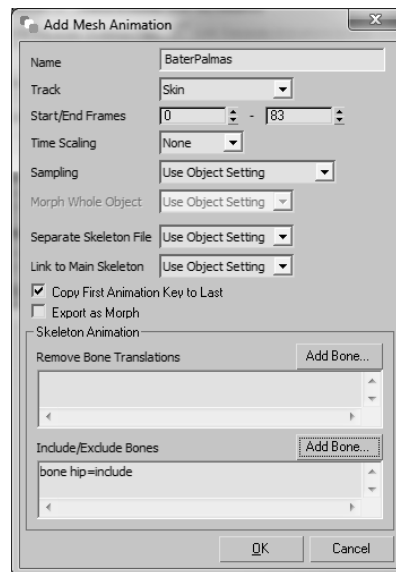 Add Mesh Animation
Name BaterPalmas
Track Skin
Start/End Frames 0 - 83
Time Scaling None
Sampling Use Object Setting
Morph Whole Object Use Object Setting
Separate Skeleton File Use Object Setting
Link to Main Skeleton Use Object Setting
Copy First Animation Key to Last
Export as Morph
Skeleton Animation
Remove Bone Translations Add Bone...
Include/Exclude Bones Add Bone...
bone hip=include
OK Cancel